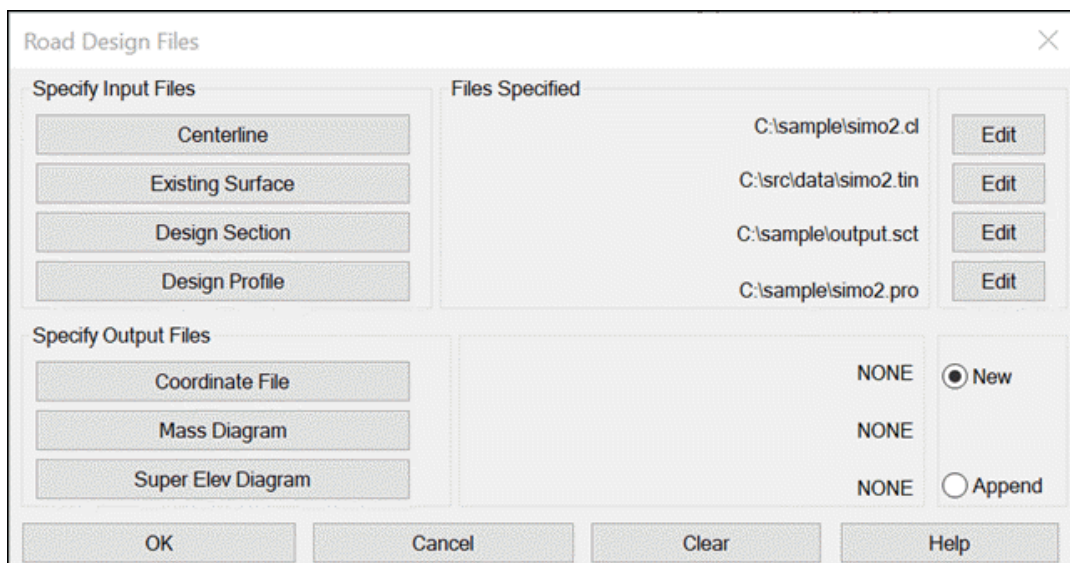 Road Design Files
Specify Input Files Files Specified
Centerline C:\sample\simo2.cl Edit
Existing Surface C:\src\data\simo2.tin Edit
Design Section C:\sample\output.sct Edit
Design Profile C:\sample\simo2.pro Edit
Specify Output Files
Coordinate File NONE New
Mass Diagram NONE
Super Elev Diagram NONE Append
OK Cancel Clear Help